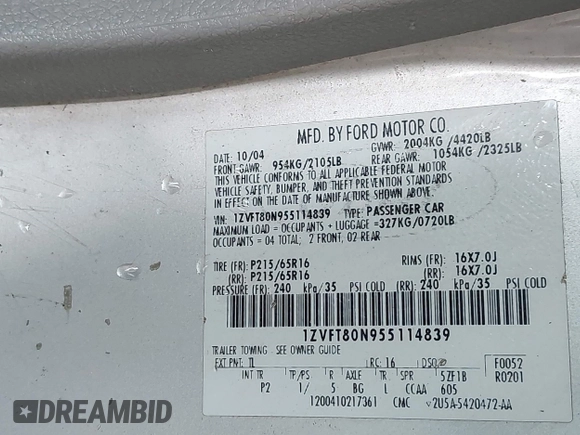 MFD. BY FORD MOTOR CO.
10/04 GVWR: 2004KG /4420LB
FRONT GAWR: 954KG/2105LB REAR GAWR: 1054KG /2325LB
THIS VEHICLE CONFORMS TO ALL APPLICABLE FEDERAL MOTOR
VEHICLE SAFETY, BUMPER, AND THEFT PREVENTION STANDARDS
IN EFFECT ON THE DATE OF MANUFACTURE SHOWN ABOVE.
VIN: 1ZVFT80N955114839 TYPE: PASSENGER CAR
MAXIMUM LOAD = OCCUPANTS + LUGGAGE =327KG/0720LB
OCCUPANTS = 04 TOTAL; 2 FRONT, 02 REAR
TIRE (FR): P215/65R16 RIMS (FR): 16X7.0J
(RR): P215/65R16 (RR): 16X7.0J
PRESSURE (FR): 240 kPa/35 PSI COLD (RR): 240 kPa/35 PSI COLD
1ZVFT80N955114839
TRAILER TOWING - SEE OWNER GUIDE
EXT PNT: TI RC: 16 DSO: F0052
INT TR TP/PS R AXLE TR SPR 5ZF1B R0201
P2 1/ 5 BG L CCAA 605
1200410217361 CMC 2U5A-5420472-AA
DREAMBID